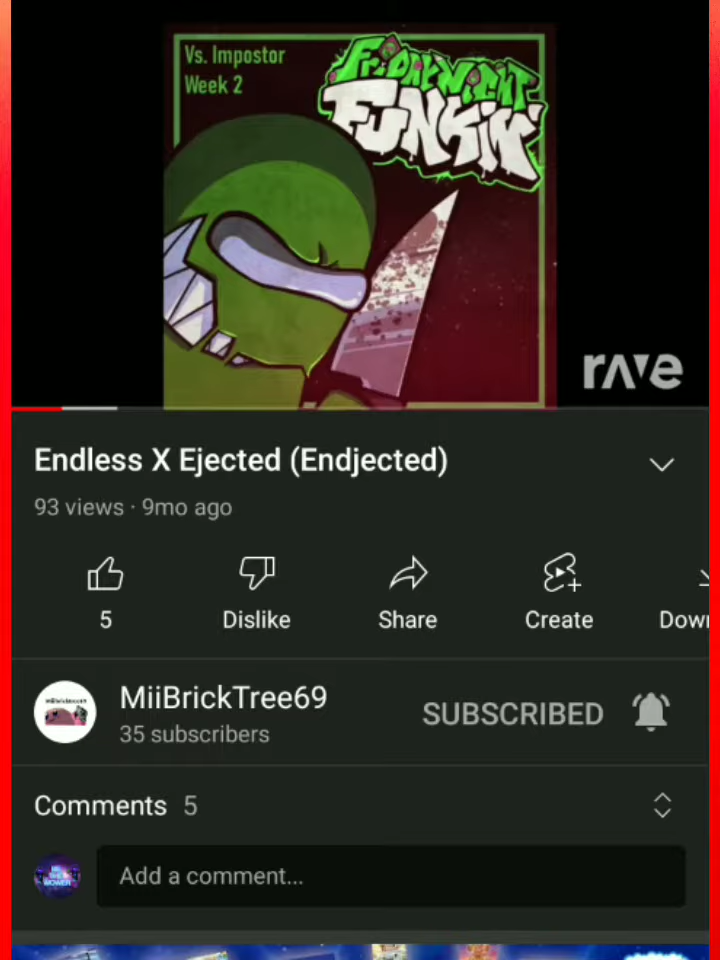 Vs. Impostor
Week 2
FRIDAY NIGHT
FUNKIN'
rave
Endless X Ejected (Endjected)
93 views · 9mo ago
5
Dislike
Share
Create
Down
MiiBrickTree69
35 subscribers
SUBSCRIBED
Comments 5
Add a comment...